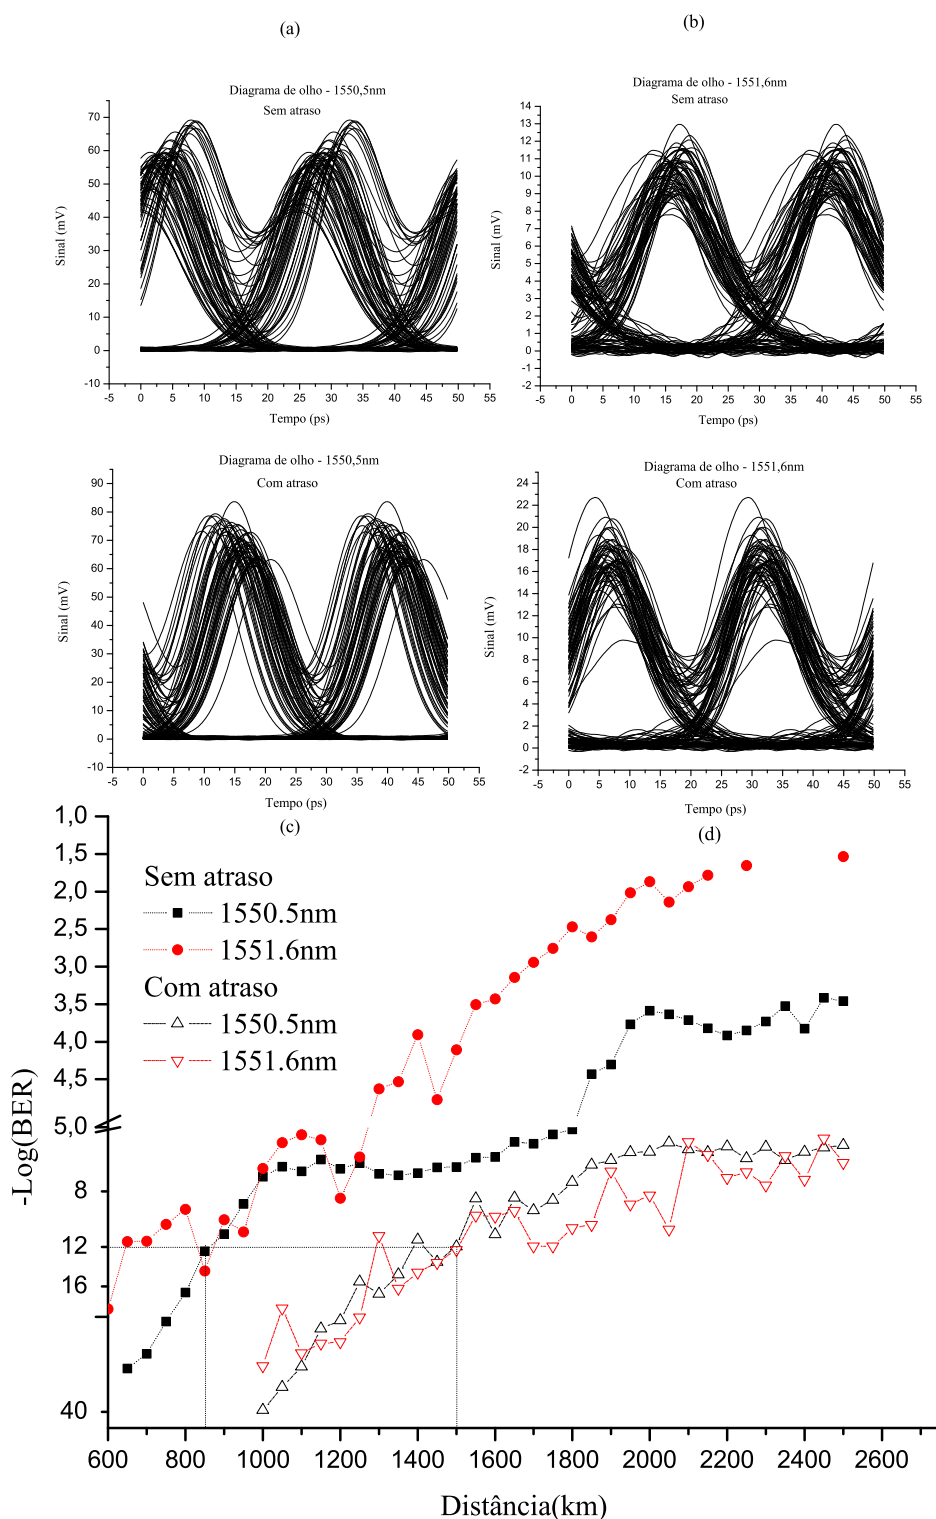 (a)
(b)
Diagrama de olho - 1550,5nm
Sem atraso
70
60
50
40
30
20
10
0
-10
Sinal (mV)
-5 0 5 10 15 20 25 30 35 40 45 50 55
Tempo (ps)
Diagrama de olho - 1551,6nm
Sem atraso
14
13
12
11
10
9
8
7
6
5
4
3
2
1
0
-1
-2
Sinal (mV)
-5 0 5 10 15 20 25 30 35 40 45 50 55
Tempo (ps)
Diagrama de olho - 1550,5nm
Com atraso
90
80
70
60
50
40
30
20
10
0
-10
Sinal (mV)
-5 0 5 10 15 20 25 30 35 40 45 50 55
Tempo (ps)
Diagrama de olho - 1551,6nm
Com atraso
24
22
20
18
16
14
12
10
8
6
4
2
0
-2
Sinal (mV)
-5 0 5 10 15 20 25 30 35 40 45 50 55
Tempo (ps)
(c)
(d)
Sem atraso
1550.5nm
1551.6nm
Com atraso
1550.5nm
1551.6nm
1,0
1,5
2,0
2,5
3,0
3,5
4,0
4,5
5,0
8
12
16
40
-Log(BER)
600 800 1000 1200 1400 1600 1800 2000 2200 2400 2600
Distância(km)